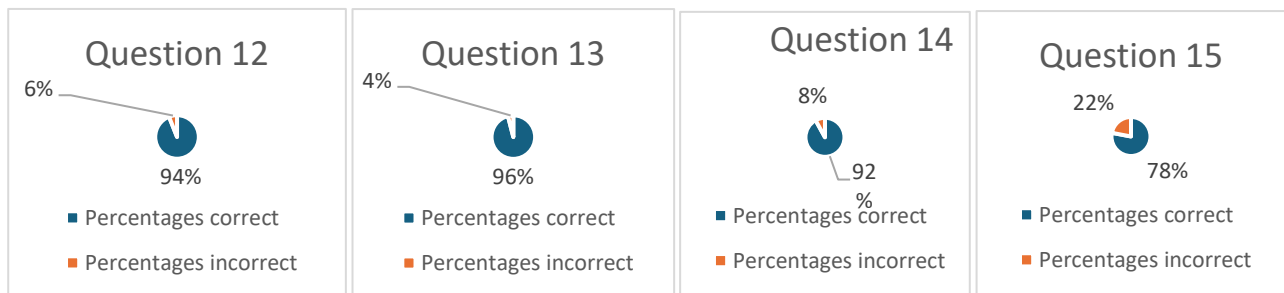 Question 12
6%
94%
Percentages correct
Percentages incorrect
Question 13
4%
96%
Percentages correct
Percentages incorrect
Question 14
8%
92
%
Percentages correct
Percentages incorrect
Question 15
22%
78%
Percentages correct
Percentages incorrect